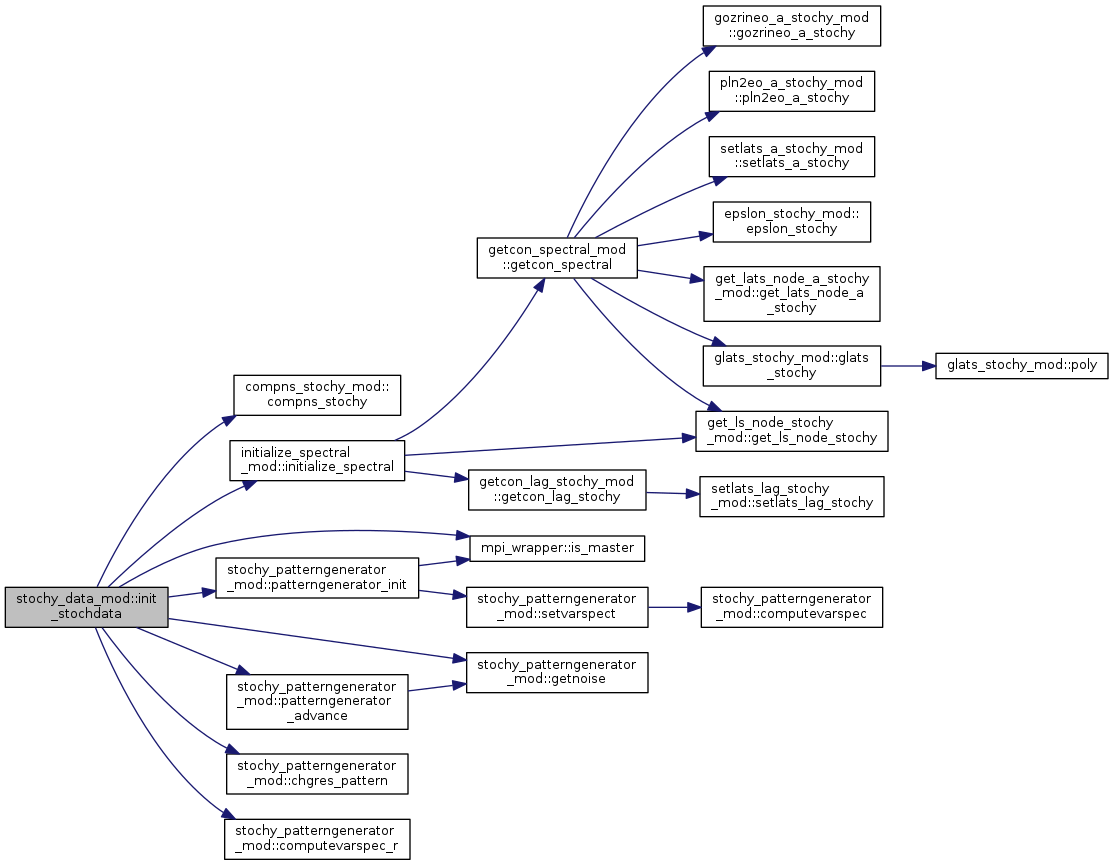 gozrineo_a_stochy_mod
::gozrineo_a_stochy
pln2eo_a_stochy_mod
::pln2eo_a_stochy
setlats_a_stochy_mod
::setlats_a_stochy
epslon_stochy_mod::
epslon_stochy
getcon_spectral_mod
::getcon_spectral
get_lats_node_a_stochy
_mod::get_lats_node_a
_stochy
glats_stochy_mod::glats
_stochy
glats_stochy_mod::poly
compns_stochy_mod::
compns_stochy
get_ls_node_stochy
_mod::get_ls_node_stochy
initialize_spectral
_mod::initialize_spectral
getcon_lag_stochy_mod
::getcon_lag_stochy
setlats_lag_stochy
_mod::setlats_lag_stochy
mpi_wrapper::is_master
stochy_patterngenerator
_mod::patterngenerator_init
stochy_data_mod::init
_stochdata
stochy_patterngenerator
_mod::setvarspect
stochy_patterngenerator
_mod::computevarspec
stochy_patterngenerator
_mod::getnoise
stochy_patterngenerator
_mod::patterngenerator
_advance
stochy_patterngenerator
_mod::chgres_pattern
stochy_patterngenerator
_mod::computevarspec_r